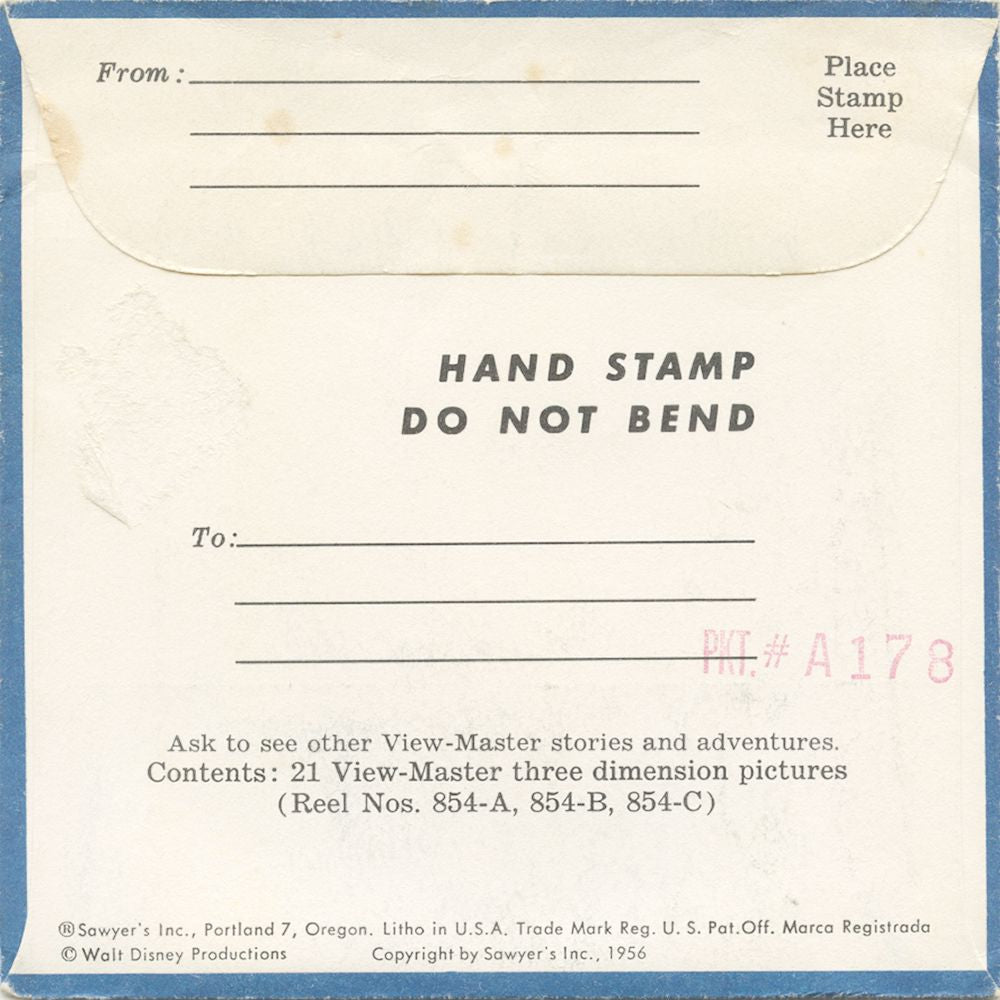 From :
Place
Stamp
Here
HAND STAMP
DO NOT BEND
To:
PKT. # A178
Ask to see other View-Master stories and adventures.
Contents: 21 View-Master three dimension pictures
(Reel Nos. 854-A, 854-B, 854-C)
®Sawyer's Inc., Portland 7, Oregon. Litho in U.S.A. Trade Mark Reg. U. S. Pat.Off. Marca Registrada
© Walt Disney Productions Copyright by Sawyer's Inc., 1956